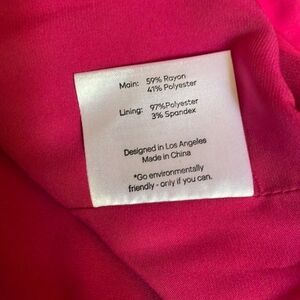 Main: 59% Rayon
41% Polyester
Lining: 97%Polyester
3% Spandex
Designed in Los Angeles
Made in China
*Go environmentally
friendly - only if you can.